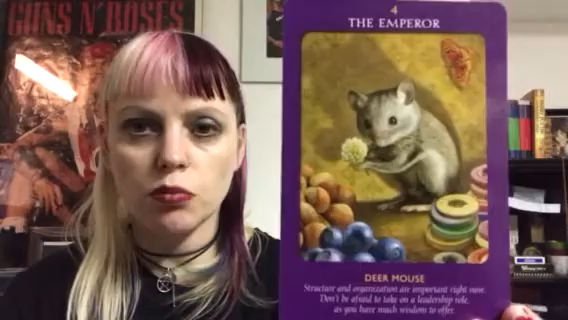 GUNS N' ROSES
4
THE EMPEROR
DEER MOUSE
Structure and organization are important right now.
Don't be afraid to take on a leadership role,
as you have much wisdom to offer.